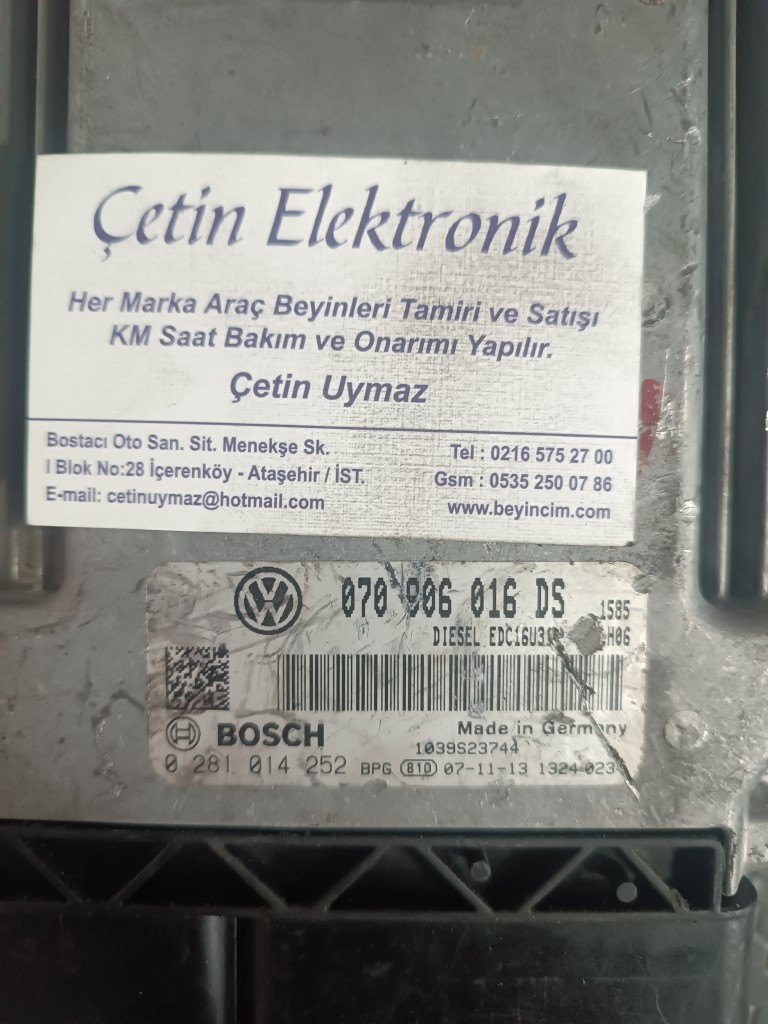 Çetin Elektronik
Her Marka Araç Beyinleri Tamiri ve Satışı
KM Saat Bakım ve Onarımı Yapılır.
Çetin Uymaz
Bostacı Oto San. Sit. Menekşe Sk.
I Blok No:28 İçerenköy - Ataşehir / İST.
E-mail: cetinuymaz@hotmail.com
Tel : 0216 575 27 00
Gsm : 0535 250 07 86
www.beyincim.com
070 906 016 DS
1585
DIESEL
H06
BOSCH
Made in Germany
1039S23744
0 281 014 252 BPG 810 07-11-13